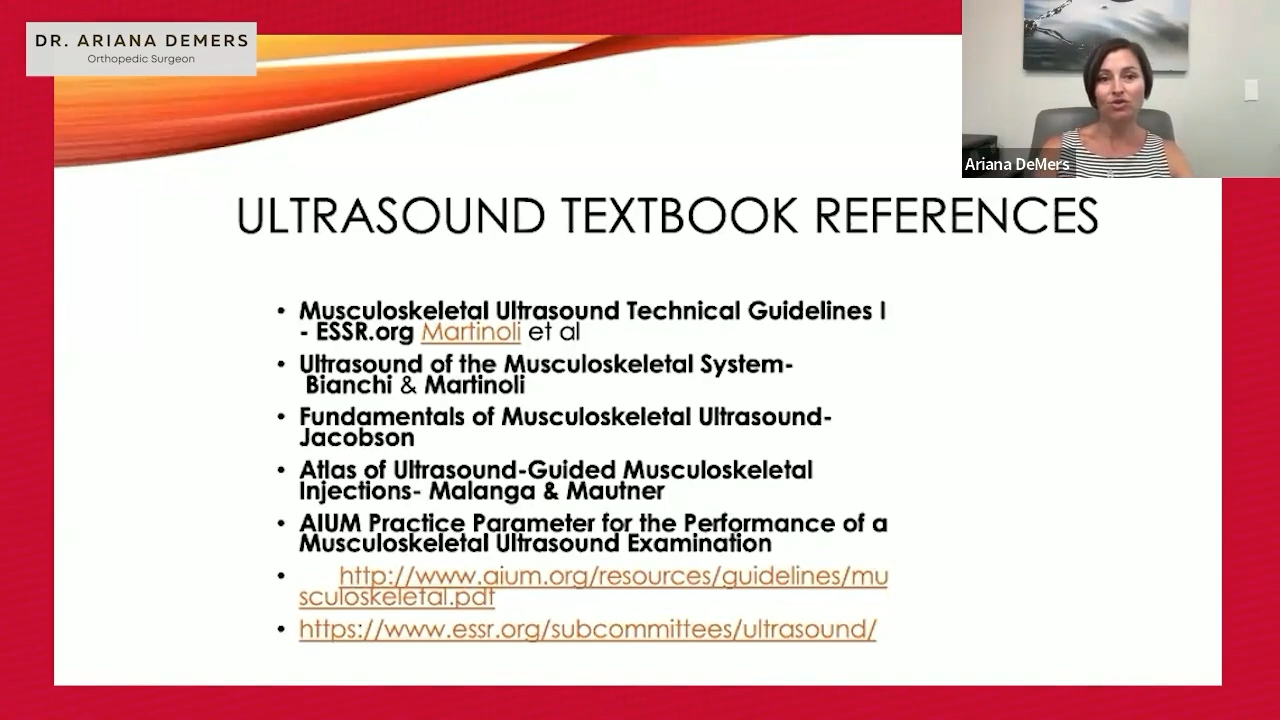 DR. ARIANA DEMERS
Orthopedic Surgeon
Ariana DeMers
ULTRASOUND TEXTBOOK REFERENCES
• Musculoskeletal Ultrasound Technical Guidelines I
- ESSR.org Martinoli et al
• Ultrasound of the Musculoskeletal System-
Bianchi & Martinoli
• Fundamentals of Musculoskeletal Ultrasound-
Jacobson
• Atlas of Ultrasound-Guided Musculoskeletal
Injections- Malanga & Mautner
• AIUM Practice Parameter for the Performance of a
Musculoskeletal Ultrasound Examination
• http://www.aium.org/resources/guidelines/mu
sculoskeletal.pdf
• https://www.essr.org/subcommittees/ultrasound/